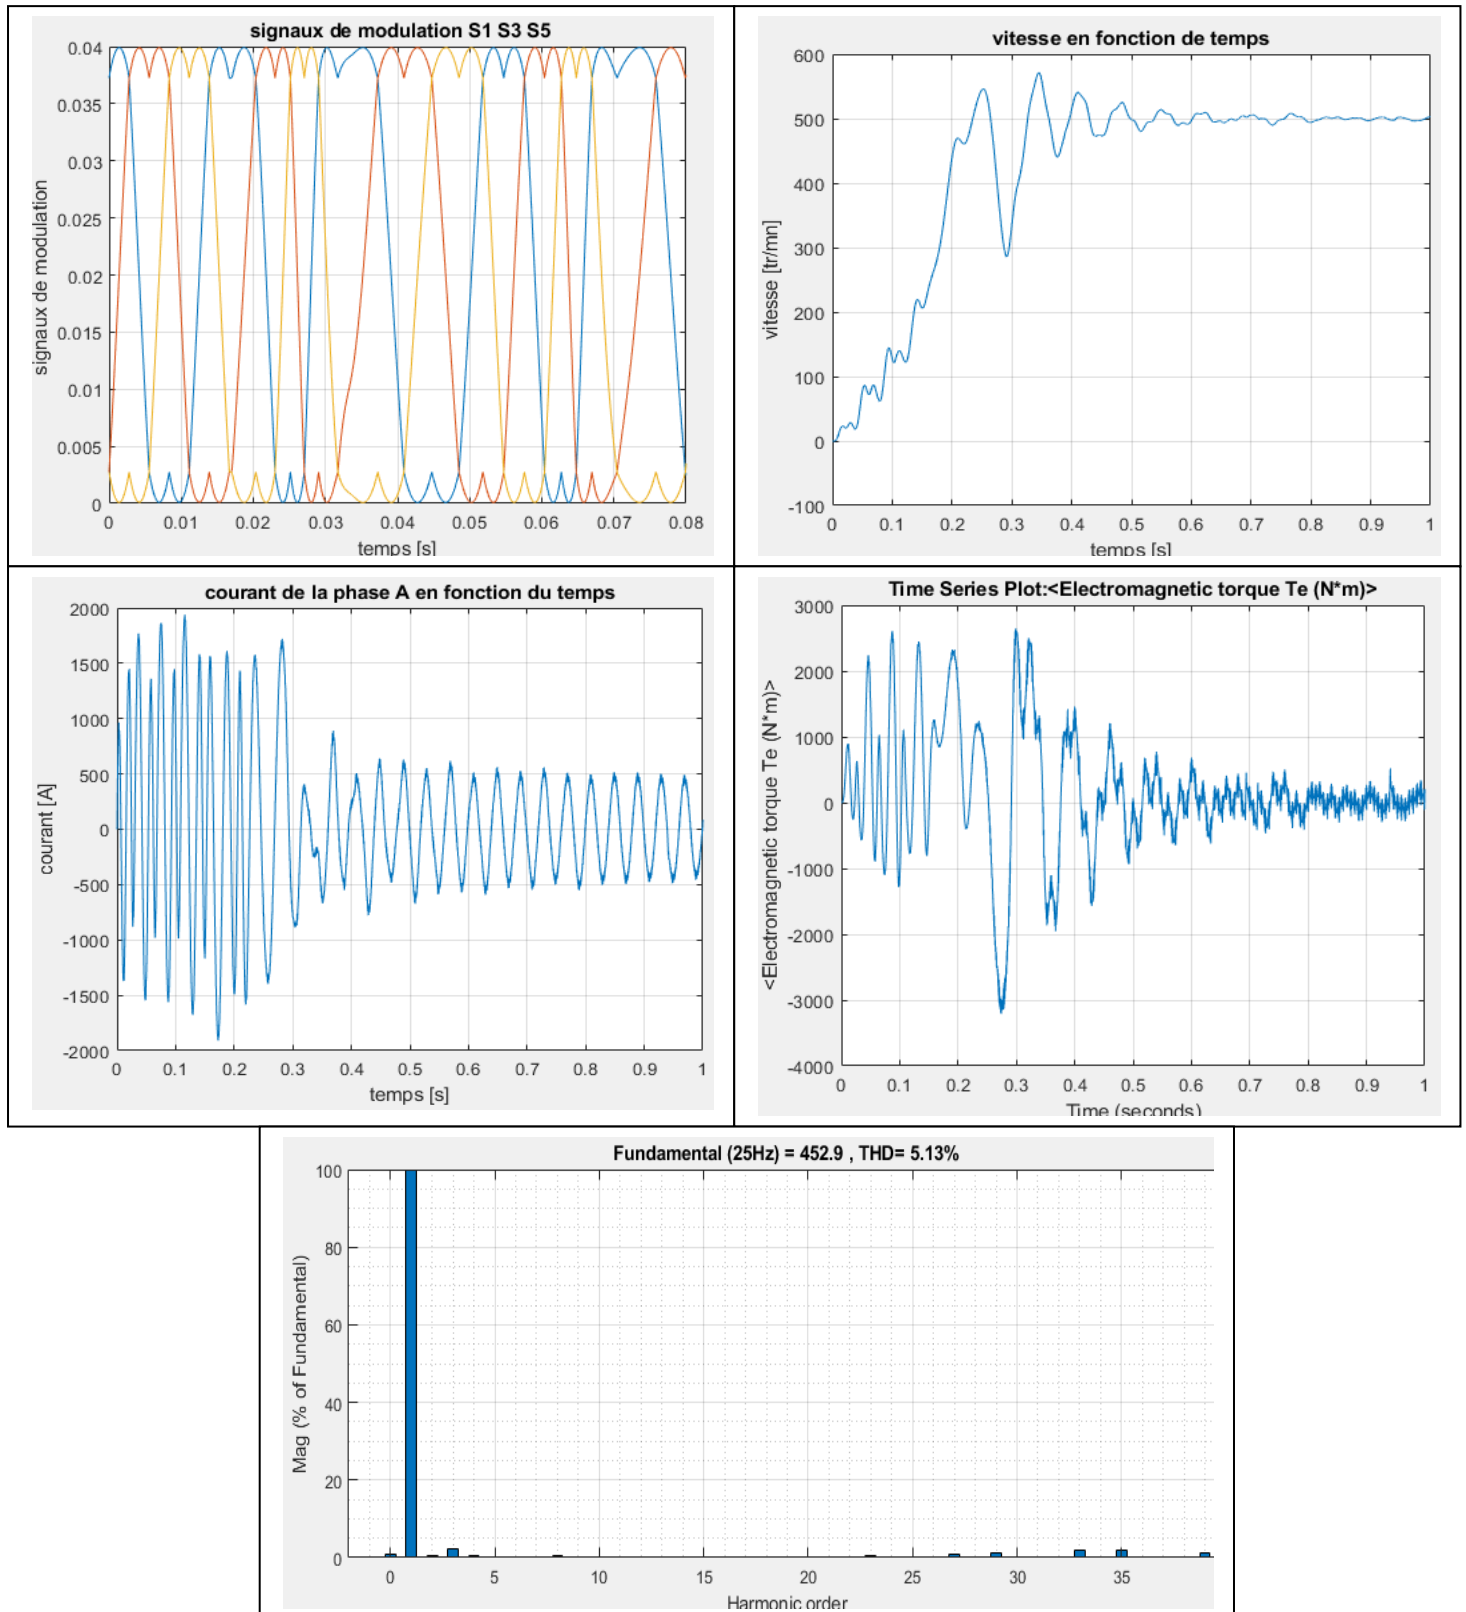 signaux de modulation S1 S3 S5
0.04
0.035
0.03
0.025
0.02
0.015
0.01
0.005
0
signaux de modulation
0 0.01 0.02 0.03 0.04 0.05 0.06 0.07 0.08
temps [s]
vitesse en fonction de temps
600
500
400
300
200
100
0
-100
vitesse [tr/mn]
0 0.1 0.2 0.3 0.4 0.5 0.6 0.7 0.8 0.9 1
temps [s]
courant de la phase A en fonction du temps
2000
1500
1000
500
0
-500
-1000
-1500
-2000
courant [A]
0 0.1 0.2 0.3 0.4 0.5 0.6 0.7 0.8 0.9 1
temps [s]
Time Series Plot:<Electromagnetic torque Te (N*m)>
3000
2000
1000
0
-1000
-2000
-3000
-4000
<Electromagnetic torque Te (N*m)>
0 0.1 0.2 0.3 0.4 0.5 0.6 0.7 0.8 0.9 1
Time (seconds)
Fundamental (25Hz) = 452.9 , THD= 5.13%
100
80
60
40
20
0
Mag (% of Fundamental)
0 5 10 15 20 25 30 35
Harmonic order